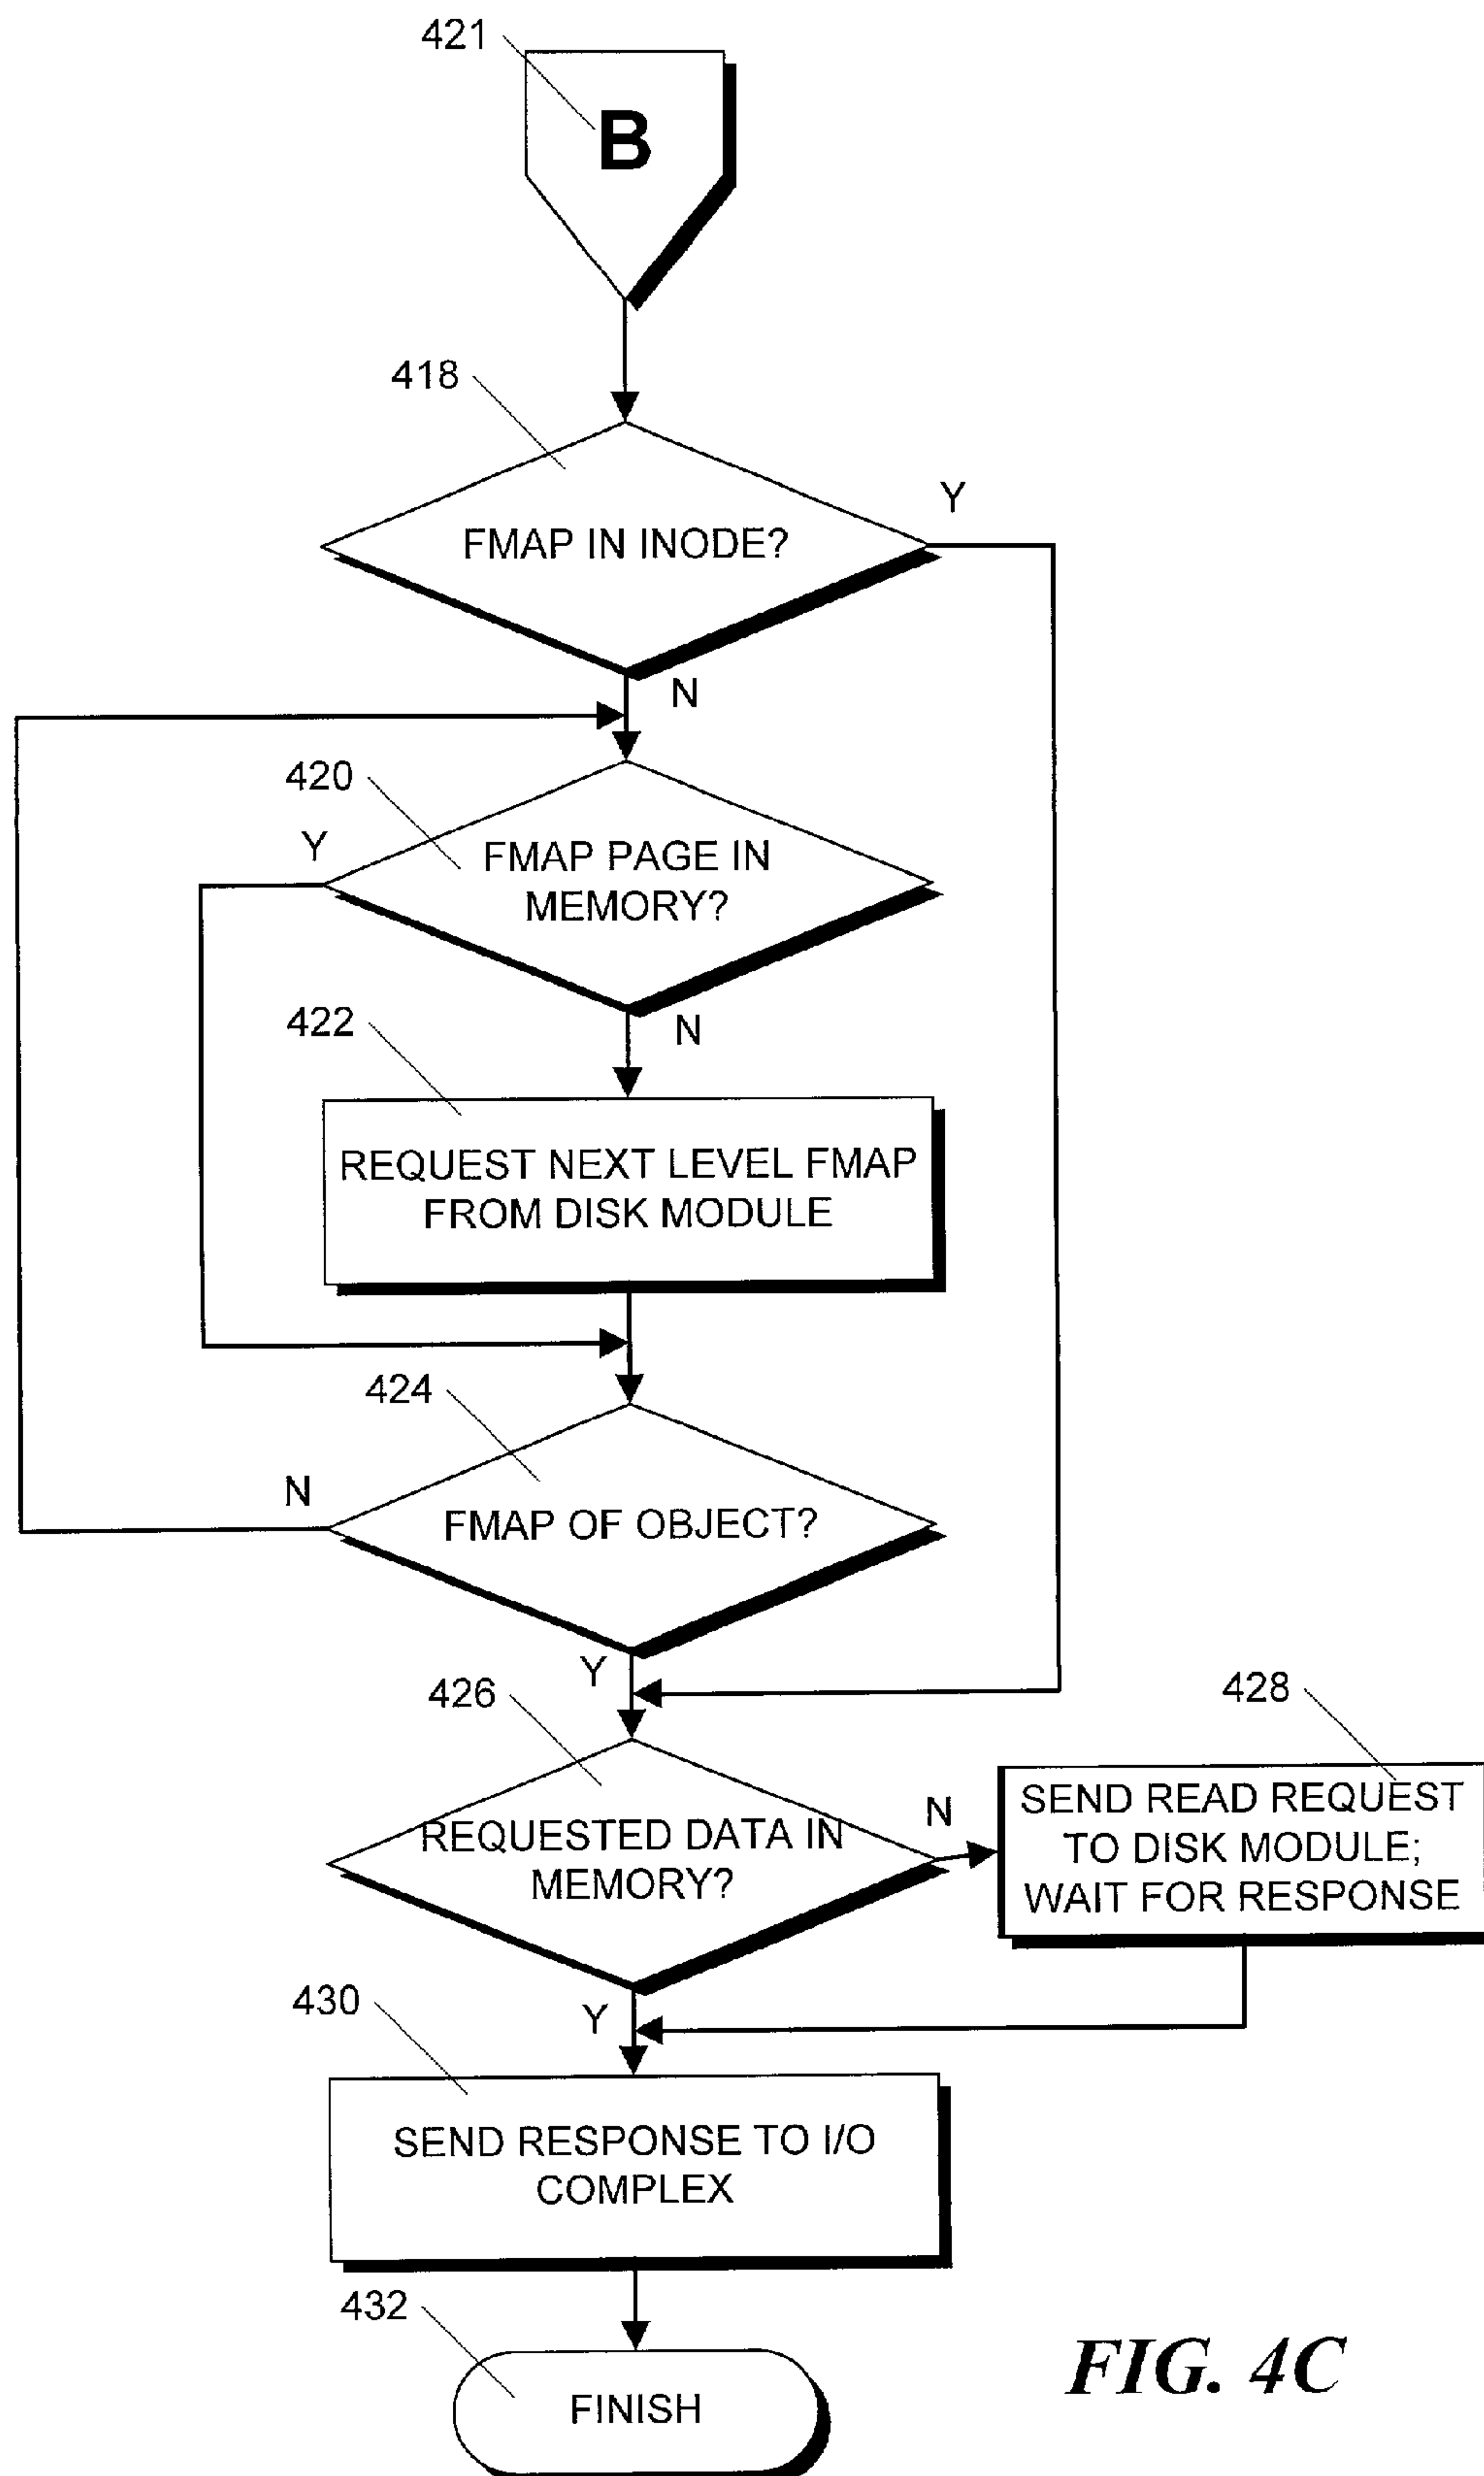 421
B
418
Y
FMAP IN INODE?
N
420
Y
FMAP PAGE IN
MEMORY?
422
N
REQUEST NEXT LEVEL FMAP
FROM DISK MODULE
424
N
FMAP OF OBJECT?
Y
426
428
REQUESTED DATA IN
MEMORY?
N
SEND READ REQUEST
TO DISK MODULE;
WAIT FOR RESPONSE
430
Y
SEND RESPONSE TO I/O
COMPLEX
432
FINISH
FIG. 4C